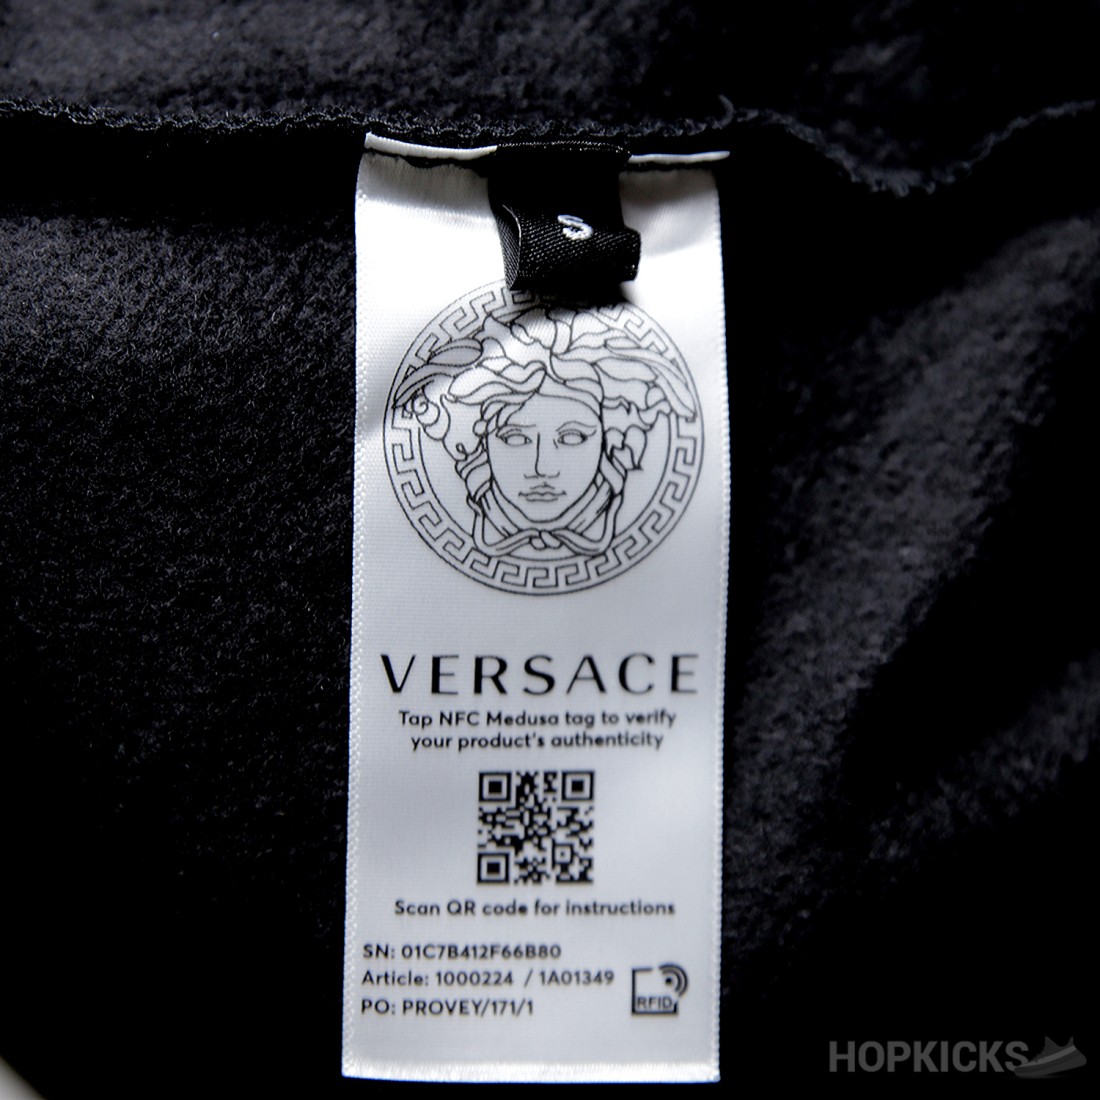 S
VERSACE
Tap NFC Medusa tag to verify
your product's authenticity
Scan QR code for instructions
SN: 01C7B412F66B80
Article: 1000224 / 1A01349
PO: PROVEY/171/1
RFID
HOPKICKS